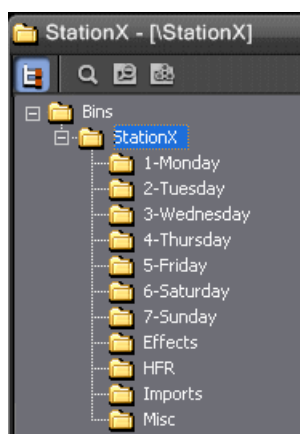 StationX - [\StationX]
Bins
StationX
1-Monday
2-Tuesday
3-Wednesday
4-Thursday
5-Friday
6-Saturday
7-Sunday
Effects
HFR
Imports
Misc